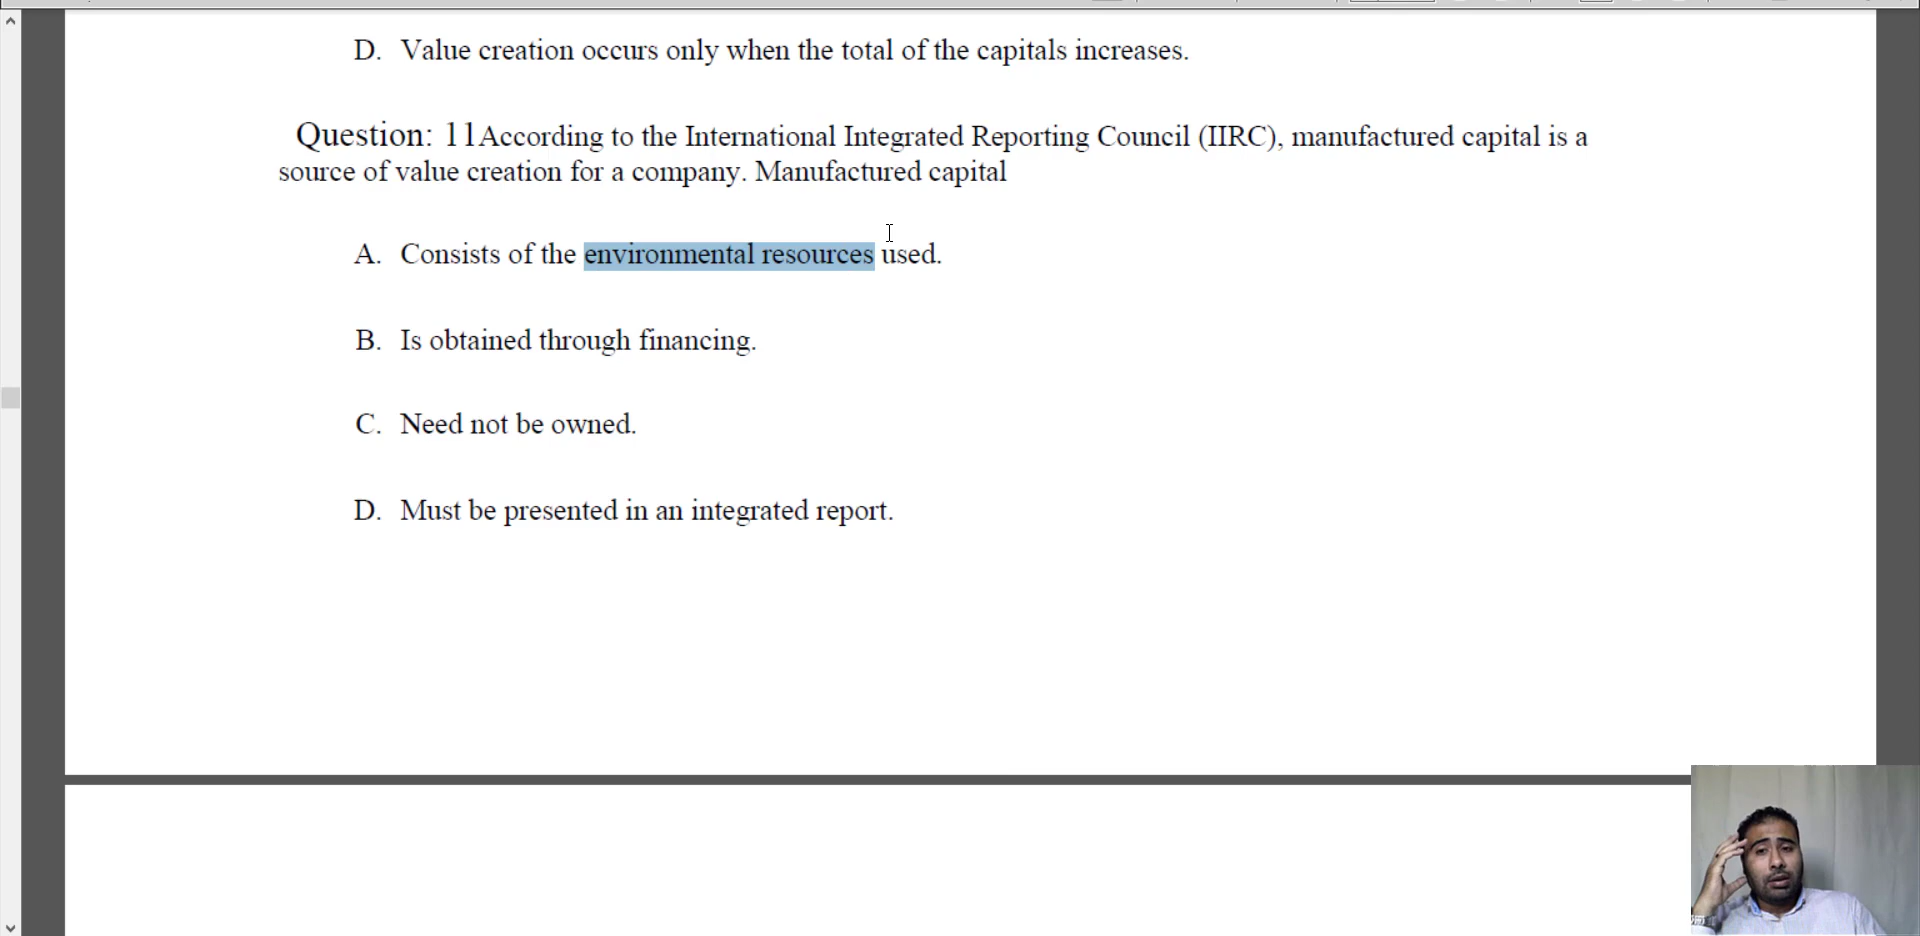 D. Value creation occurs only when the total of the capitals increases.
Question: 11According to the International Integrated Reporting Council (IIRC), manufactured capital is a
source of value creation for a company. Manufactured capital
A. Consists of the environmental resources used.
B. Is obtained through financing.
C. Need not be owned.
D. Must be presented in an integrated report.